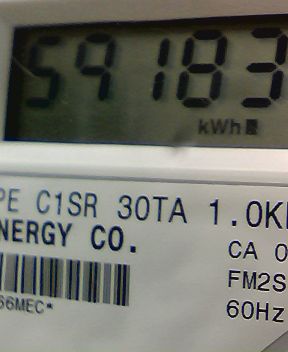 59183
kWh
PE C1SR 30TA 1.0K
NERGY CO.
CA 0
FM2S
66MEC*
60Hz